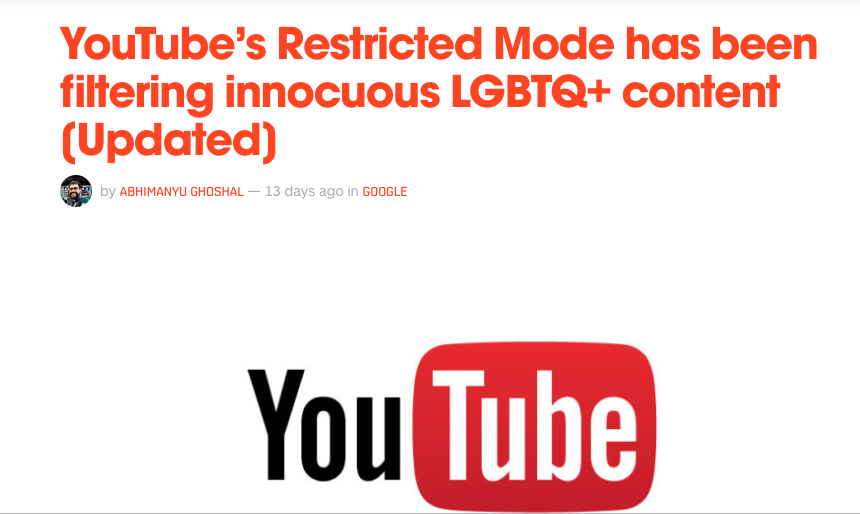 YouTube’s Restricted Mode has been
filtering innocuous LGBTQ+ content
(Updated)
by ABHIMANYU GHOSHAL — 13 days ago in GOOGLE
YouTube